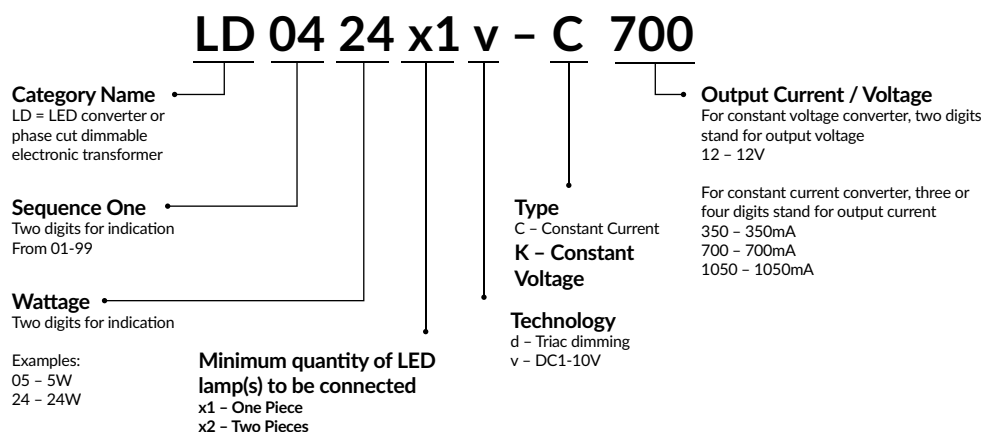 LD 04 24 x1 v – C 700
Category Name
LD = LED converter or
phase cut dimmable
electronic transformer
Sequence One
Two digits for indication
From 01-99
Wattage
Two digits for indication
Examples:
05 – 5W
24 – 24W
Minimum quantity of LED
lamp(s) to be connected
x1 – One Piece
x2 – Two Pieces
Technology
d – Triac dimming
v – DC1-10V
Type
C – Constant Current
K – Constant
Voltage
Output Current / Voltage
For constant voltage converter, two digits
stand for output voltage
12 – 12V
For constant current converter, three or
four digits stand for output current
350 – 350mA
700 – 700mA
1050 – 1050mA